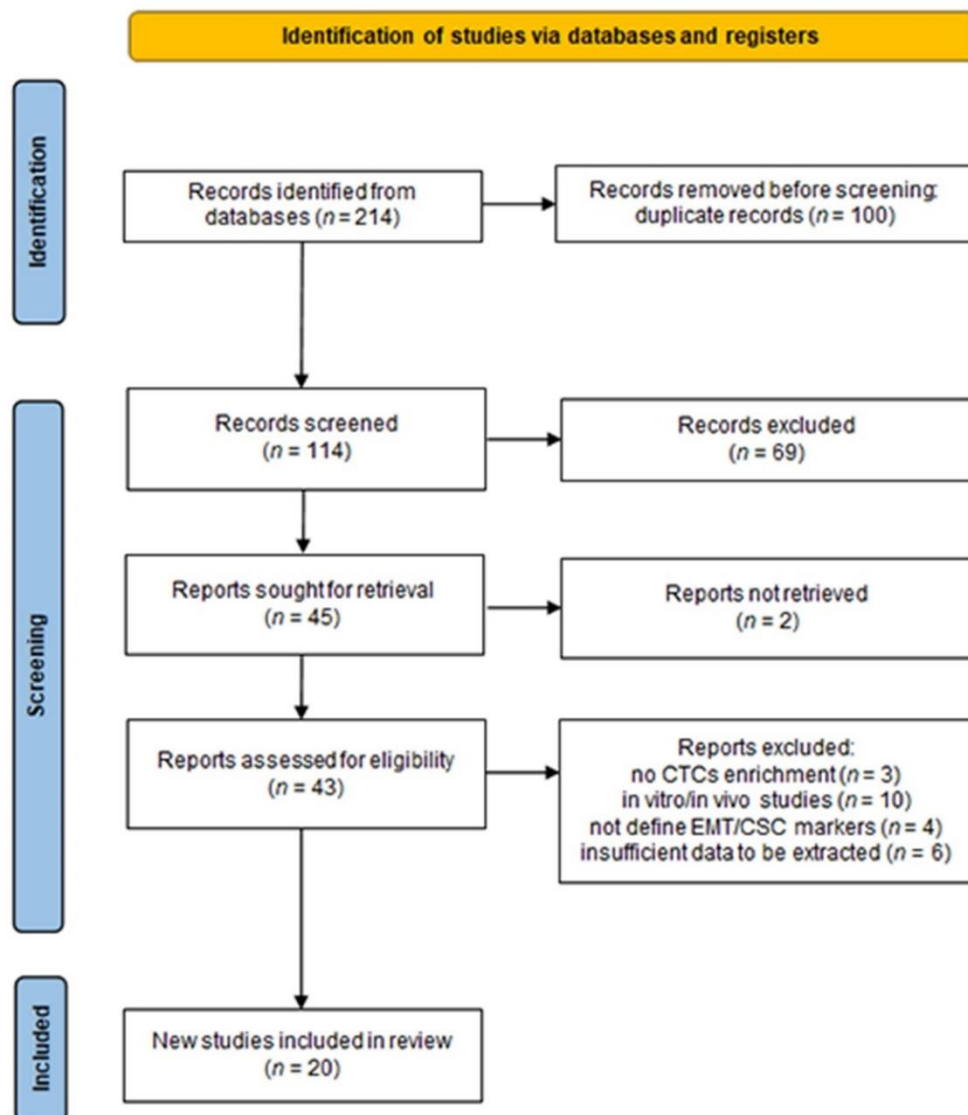 Identification of studies via databases and registers
Identification
Records identified from
databases (n = 214)
Records removed before screening:
duplicate records (n = 100)
Screening
Records screened
(n = 114)
Records excluded
(n = 69)
Reports sought for retrieval
(n = 45)
Reports not retrieved
(n = 2)
Reports assessed for eligibility
(n = 43)
Reports excluded:
no CTCs enrichment (n = 3)
in vitro/in vivo studies (n = 10)
not define EMT/CSC markers (n = 4)
insufficient data to be extracted (n = 6)
Included
New studies included in review
(n = 20)